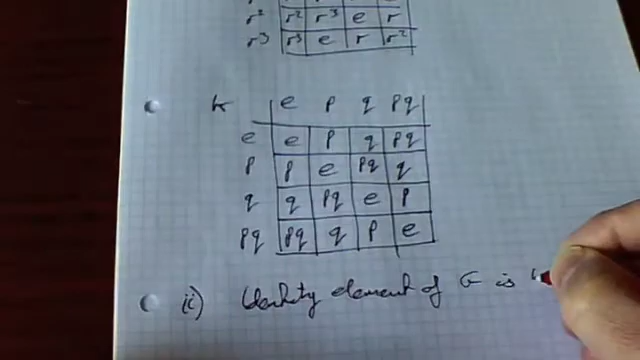 r² r² r³ e r
r³ r³ e r r²
K e p q pq
e e p q pq
p p e pq q
q q pq e p
pq pq q p e
(ii) Identity element of G is